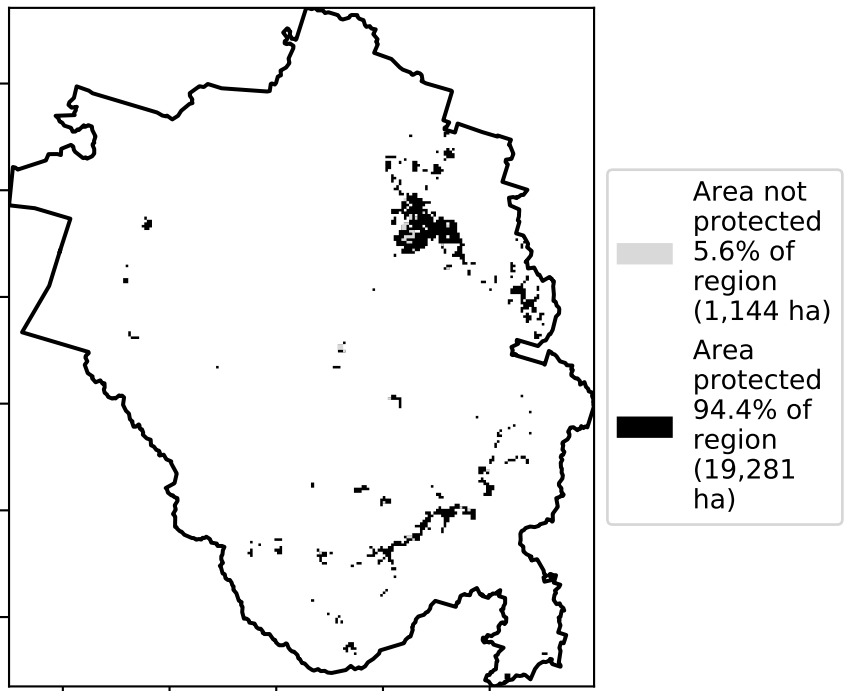 Area not
protected
5.6% of
region
(1,144 ha)
Area
protected
94.4% of
region
(19,281
ha)